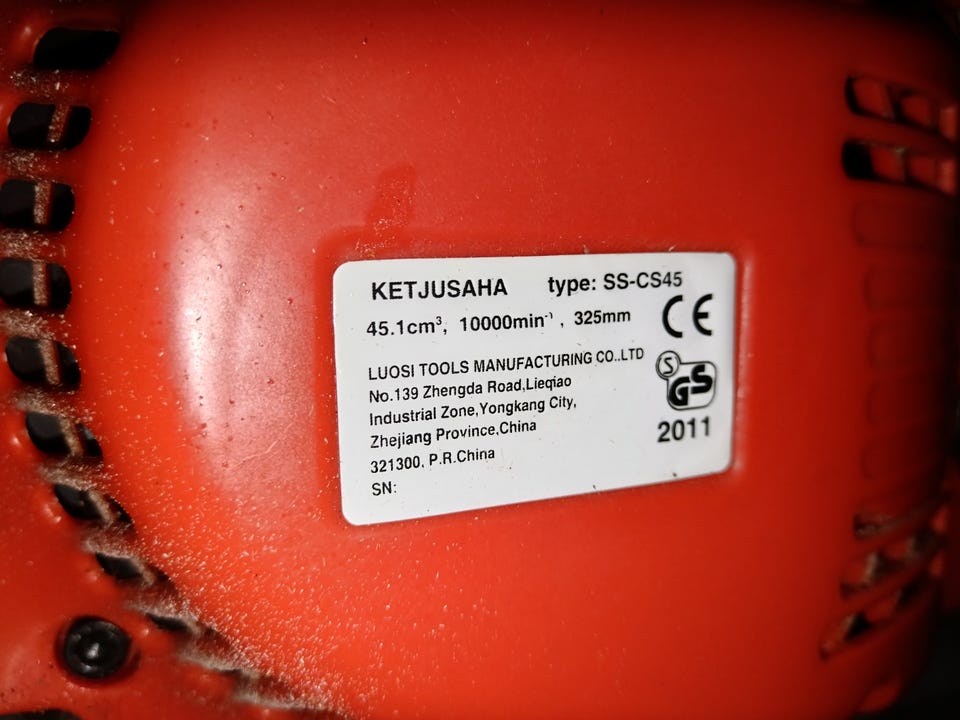 KETJUSAHA type: SS-CS45
45.1cm³, 10000min⁻¹, 325mm
CE
LUOSI TOOLS MANUFACTURING CO..LTD
No.139 Zhengda Road,Lieqiao
Industrial Zone,Yongkang City,
Zhejiang Province,China
321300, P.R.China
SN:
S GS
2011